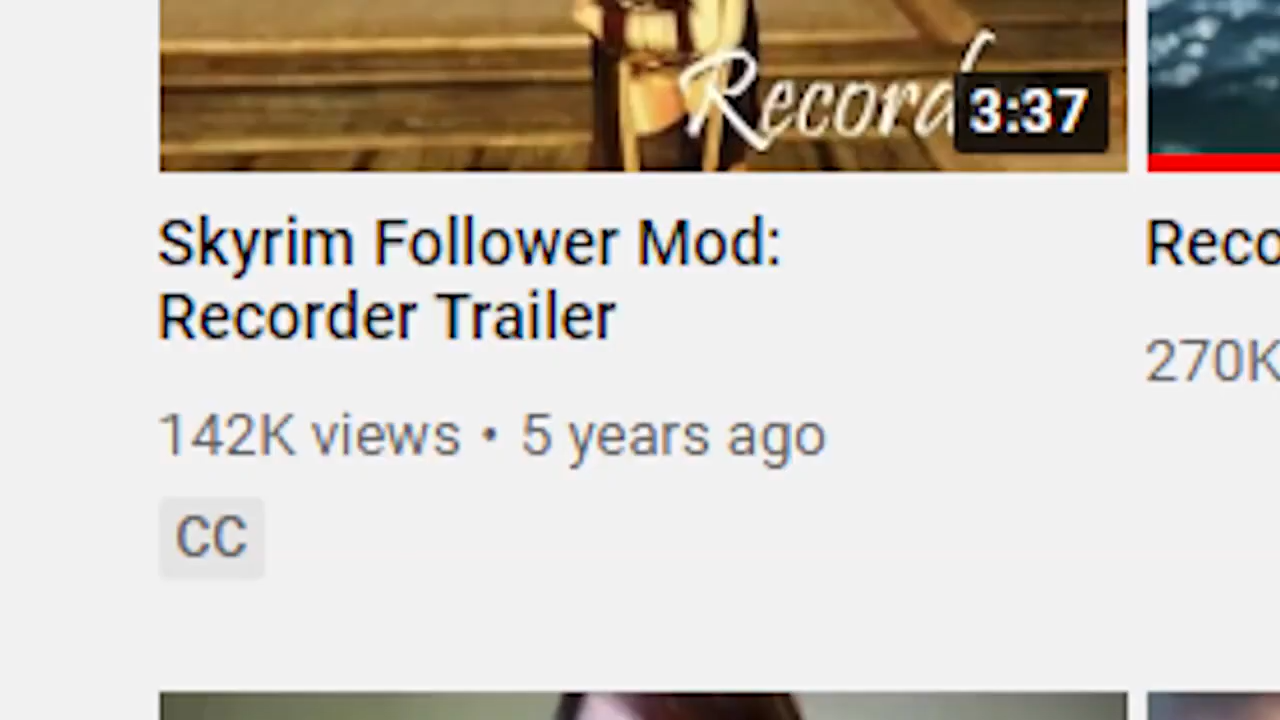 Record
3:37
Skyrim Follower Mod:
Recorder Trailer
142K views • 5 years ago
CC
Reco
270K